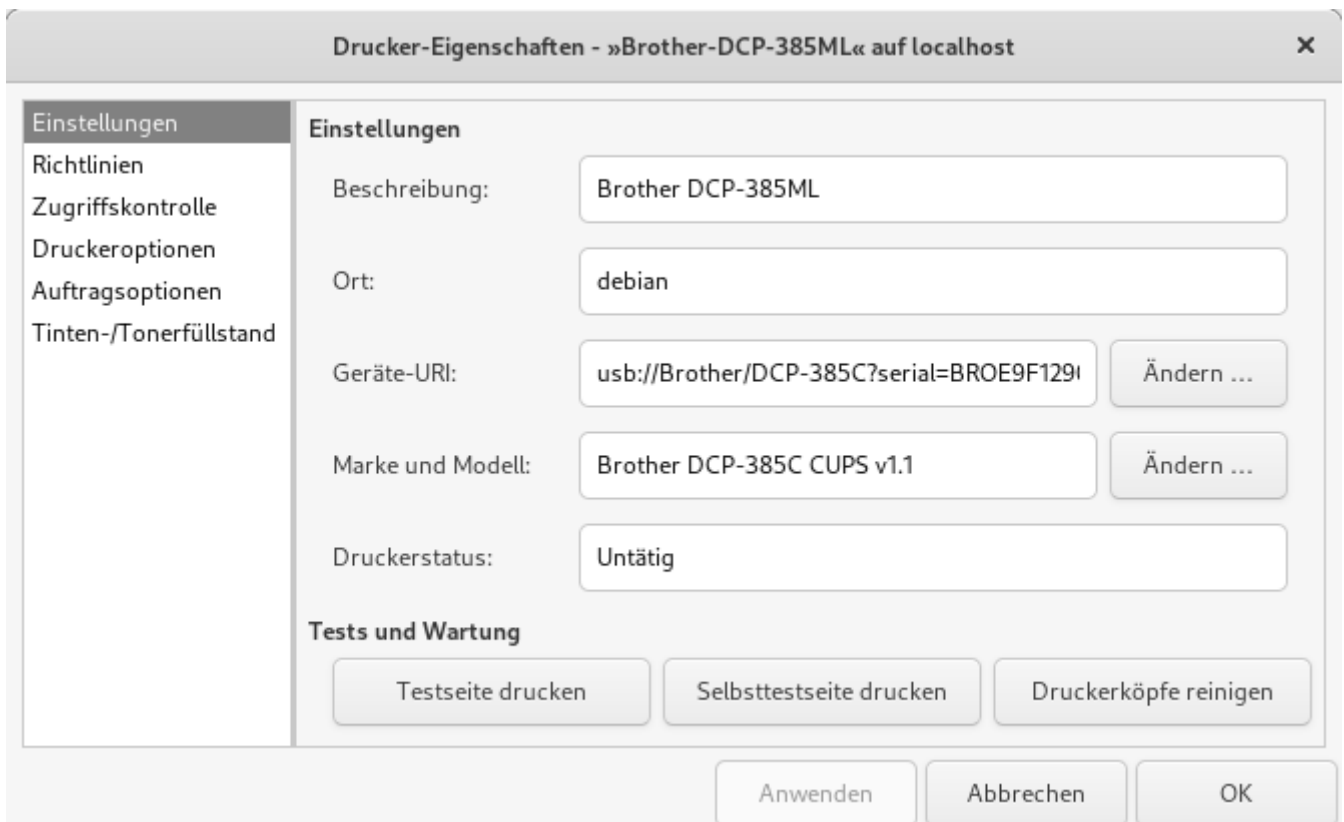 Drucker-Eigenschaften - »Brother-DCP-385ML« auf localhost
Einstellungen
Richtlinien
Zugriffskontrolle
Druckeroptionen
Auftragsoptionen
Tinten-/Tonerfüllstand
Einstellungen
Beschreibung: Brother DCP-385ML
Ort: debian
Geräte-URI: usb://Brother/DCP-385C?serial=BROE9F129 Ändern ...
Marke und Modell: Brother DCP-385C CUPS v1.1 Ändern ...
Druckerstatus: Untätig
Tests und Wartung
Testseite drucken Selbsttestseite drucken Druckerköpfe reinigen
Anwenden Abbrechen OK